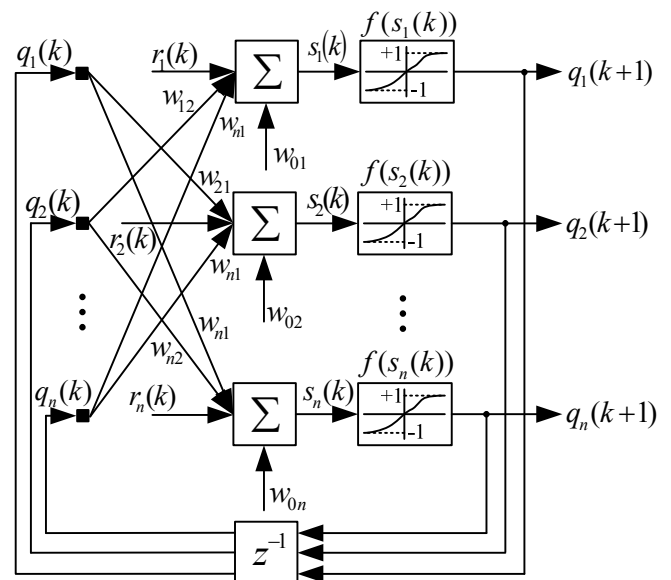 q₁(k)
r₁(k)
∑
s₁(k)
f(s₁(k))
+1
-1
q₁(k+1)
w₁₂
wₙ₁
w₀₁
w₂₁
q₂(k)
r₂(k)
∑
s₂(k)
f(s₂(k))
+1
-1
q₂(k+1)
wₙ₁
w₀₂
wₙ₁
wₙ₂
qₙ(k)
rₙ(k)
∑
sₙ(k)
f(sₙ(k))
+1
-1
qₙ(k+1)
w₀ₙ
z⁻¹